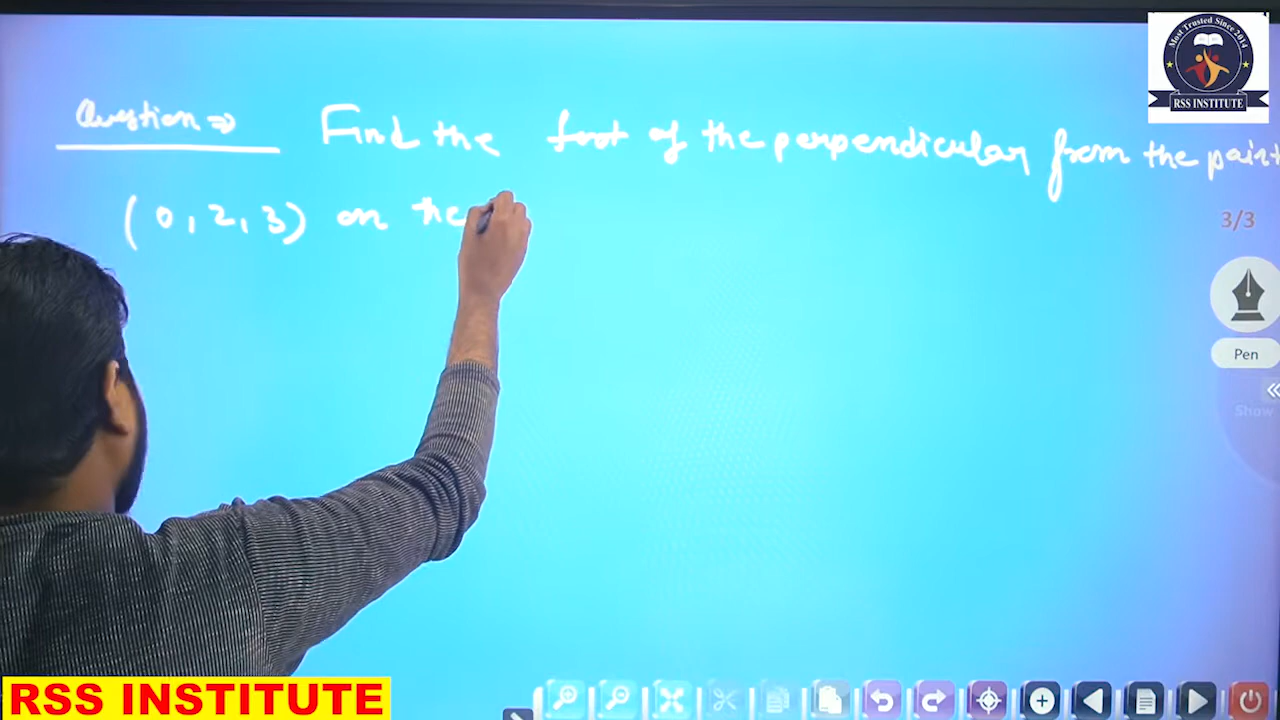 Question ⇒ Find the foot of the perpendicular from the point
(0, 2, 3) on the
Most Trusted Since 2014
RSS INSTITUTE
3/3
Pen
Show
RSS INSTITUTE